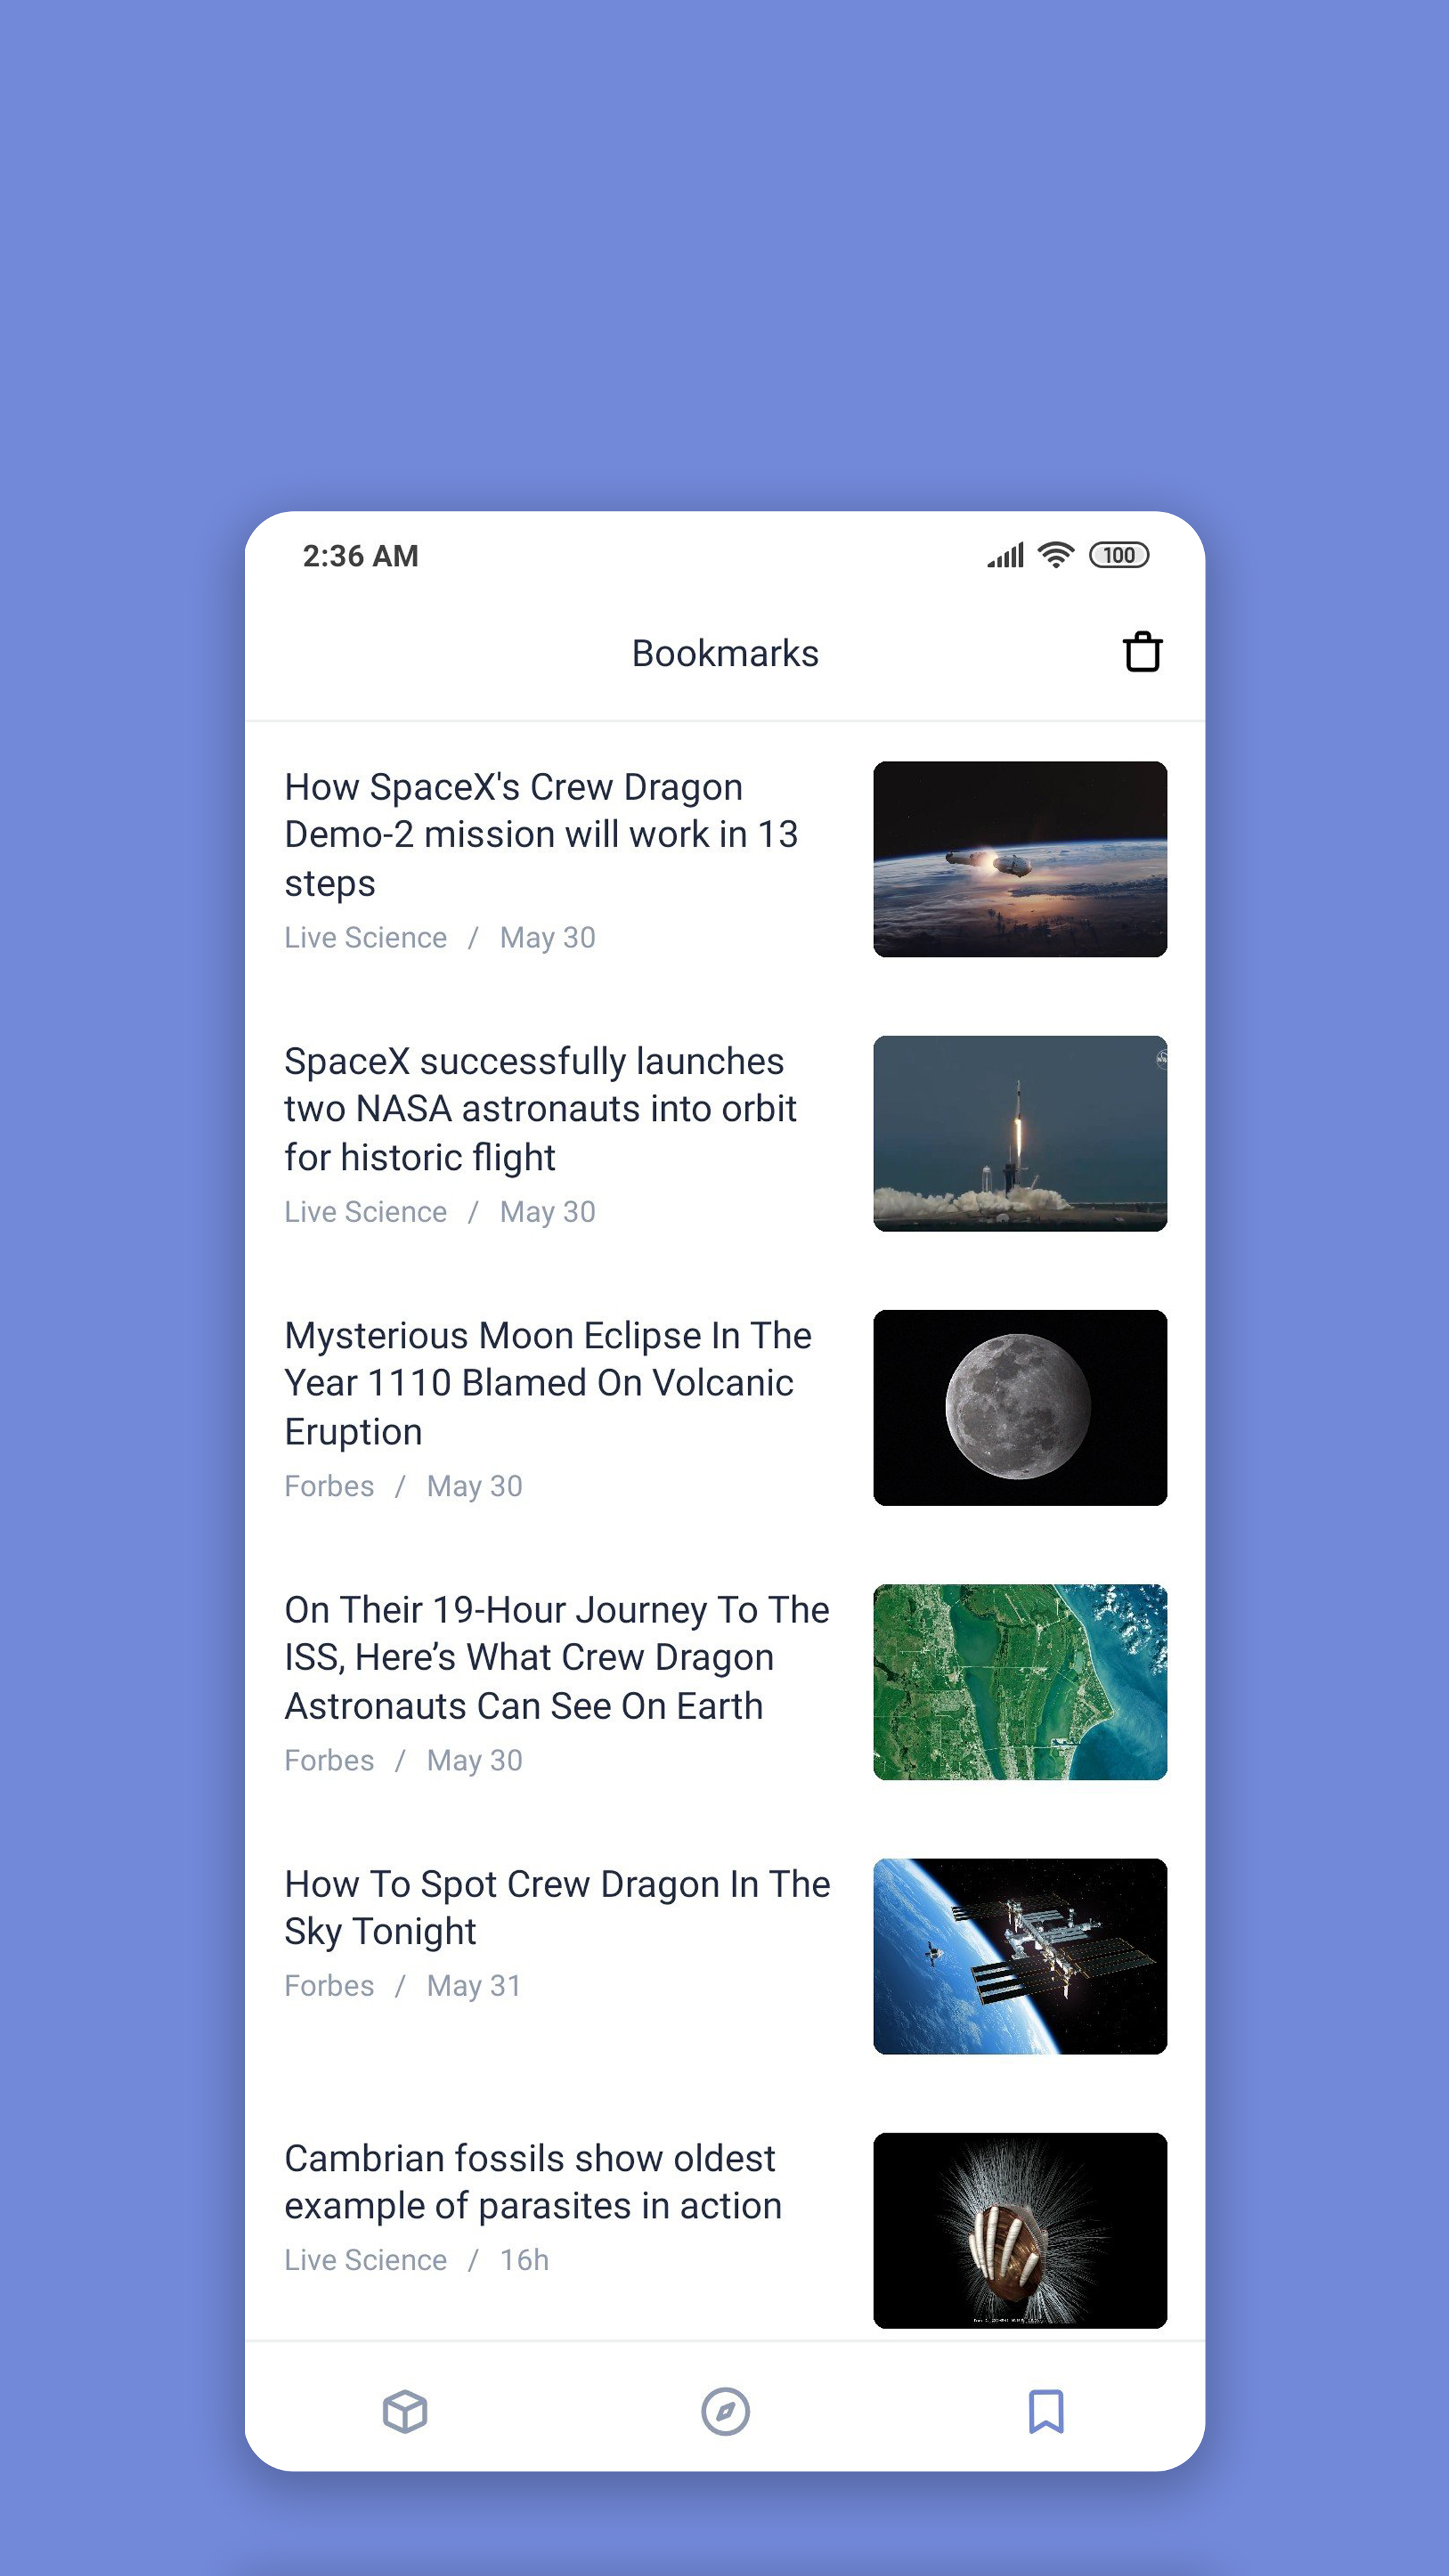 2:36 AM
100
Bookmarks
How SpaceX's Crew Dragon
Demo-2 mission will work in 13
steps
Live Science / May 30
SpaceX successfully launches
two NASA astronauts into orbit
for historic flight
Live Science / May 30
Mysterious Moon Eclipse In The
Year 1110 Blamed On Volcanic
Eruption
Forbes / May 30
On Their 19-Hour Journey To The
ISS, Here’s What Crew Dragon
Astronauts Can See On Earth
Forbes / May 30
How To Spot Crew Dragon In The
Sky Tonight
Forbes / May 31
Cambrian fossils show oldest
example of parasites in action
Live Science / 16h